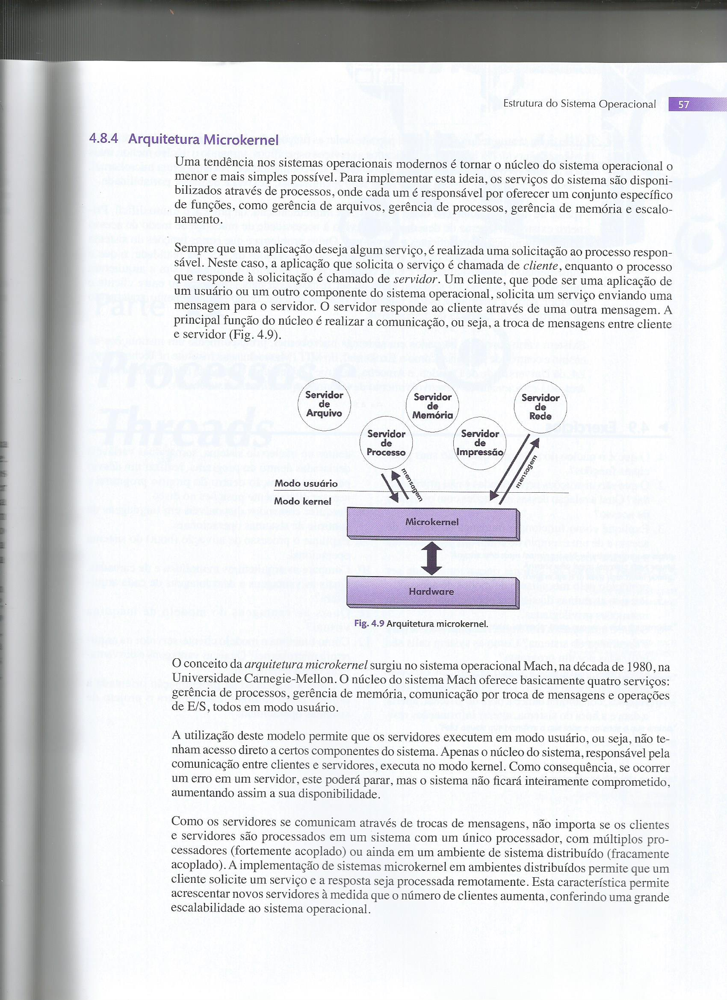 Estrutura do Sistema Operacional 57
4.8.4 Arquitetura Microkernel
Uma tendência nos sistemas operacionais modernos é tornar o núcleo do sistema operacional o
menor e mais simples possível. Para implementar esta ideia, os serviços do sistema são disponi-
bilizados através de processos, onde cada um é responsável por oferecer um conjunto específico
de funções, como gerência de arquivos, gerência de processos, gerência de memória e escalo-
namento.
Sempre que uma aplicação deseja algum serviço, é realizada uma solicitação ao processo respon-
sável. Neste caso, a aplicação que solicita o serviço é chamada de cliente, enquanto o processo
que responde à solicitação é chamado de servidor. Um cliente, que pode ser uma aplicação de
um usuário ou um outro componente do sistema operacional, solicita um serviço enviando uma
mensagem para o servidor. O servidor responde ao cliente através de uma outra mensagem. A
principal função do núcleo é realizar a comunicação, ou seja, a troca de mensagens entre cliente
e servidor (Fig. 4.9).
Servidor
de
Arquivo
Servidor
de
Memória
Servidor
de
Rede
Servidor
de
Processo
Servidor
de
Impressão
mensagem
mensagem
Modo usuário
Modo kernel
Microkernel
Hardware
Fig. 4.9 Arquitetura microkernel.
O conceito da arquitetura microkernel surgiu no sistema operacional Mach, na década de 1980, na
Universidade Carnegie-Mellon. O núcleo do sistema Mach oferece basicamente quatro serviços:
gerência de processos, gerência de memória, comunicação por troca de mensagens e operações
de E/S, todos em modo usuário.
A utilização deste modelo permite que os servidores executem em modo usuário, ou seja, não te-
nham acesso direto a certos componentes do sistema. Apenas o núcleo do sistema, responsável pela
comunicação entre clientes e servidores, executa no modo kernel. Como consequência, se ocorrer
um erro em um servidor, este poderá parar, mas o sistema não ficará inteiramente comprometido,
aumentando assim a sua disponibilidade.
Como os servidores se comunicam através de trocas de mensagens, não importa se os clientes
e servidores são processados em um sistema com um único processador, com múltiplos pro-
cessadores (fortemente acoplado) ou ainda em um ambiente de sistema distribuído (fracamente
acoplado). A implementação de sistemas microkernel em ambientes distribuídos permite que um
cliente solicite um serviço e a resposta seja processada remotamente. Esta característica permite
acrescentar novos servidores à medida que o número de clientes aumenta, conferindo uma grande
escalabilidade ao sistema operacional.